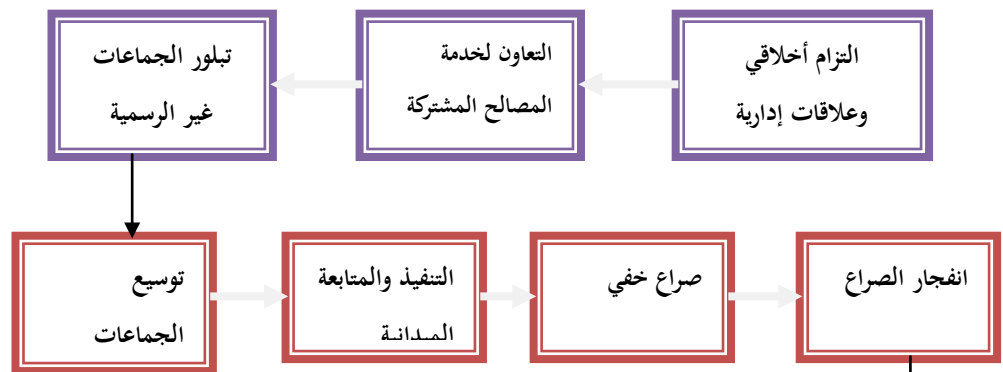 التزام أخلاقي
وعلاقات إدارية
التعاون لخدمة
المصالح المشتركة
تبلور الجماعات
غير الرسمية
توسيع
الجماعات
التنفيذ والمتابعة
الميدانية
صراع خفي
انفجار الصراع